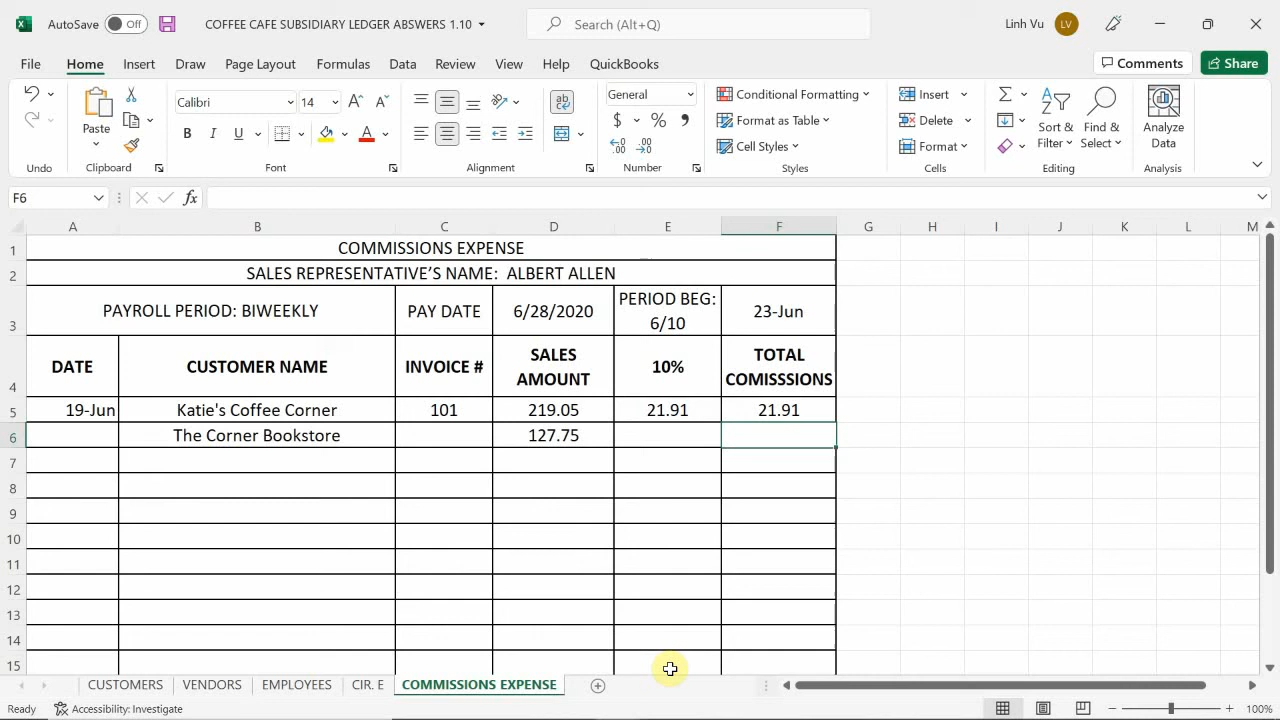 AutoSave Off COFFEE CAFE SUBSIDIARY LEDGER ABSWERS 1.10 Search (Alt+Q) Linh Vu LV
File Home Insert Draw Page Layout Formulas Data Review View Help QuickBooks Comments Share
Calibri 14 General Conditional Formatting Insert
Paste Format as Table Delete Sort & Filter Find & Select Analyze Data
B I U A $ % Cell Styles Format
Undo Clipboard Font Alignment Number Styles Cells Editing Analysis
F6 fx
A B C D E F G H I J K L M
1 COMMISSIONS EXPENSE
2 SALES REPRESENTATIVE’S NAME: ALBERT ALLEN
3 PAYROLL PERIOD: BIWEEKLY PAY DATE 6/28/2020 PERIOD BEG: 6/10 23-Jun
4 DATE CUSTOMER NAME INVOICE # SALES AMOUNT 10% TOTAL COMISSSIONS
5 19-Jun Katie's Coffee Corner 101 219.05 21.91 21.91
6 The Corner Bookstore 127.75
7
8
9
10
11
12
13
14
15
CUSTOMERS VENDORS EMPLOYEES CIR. E COMMISSIONS EXPENSE
Ready Accessibility: Investigate 100%